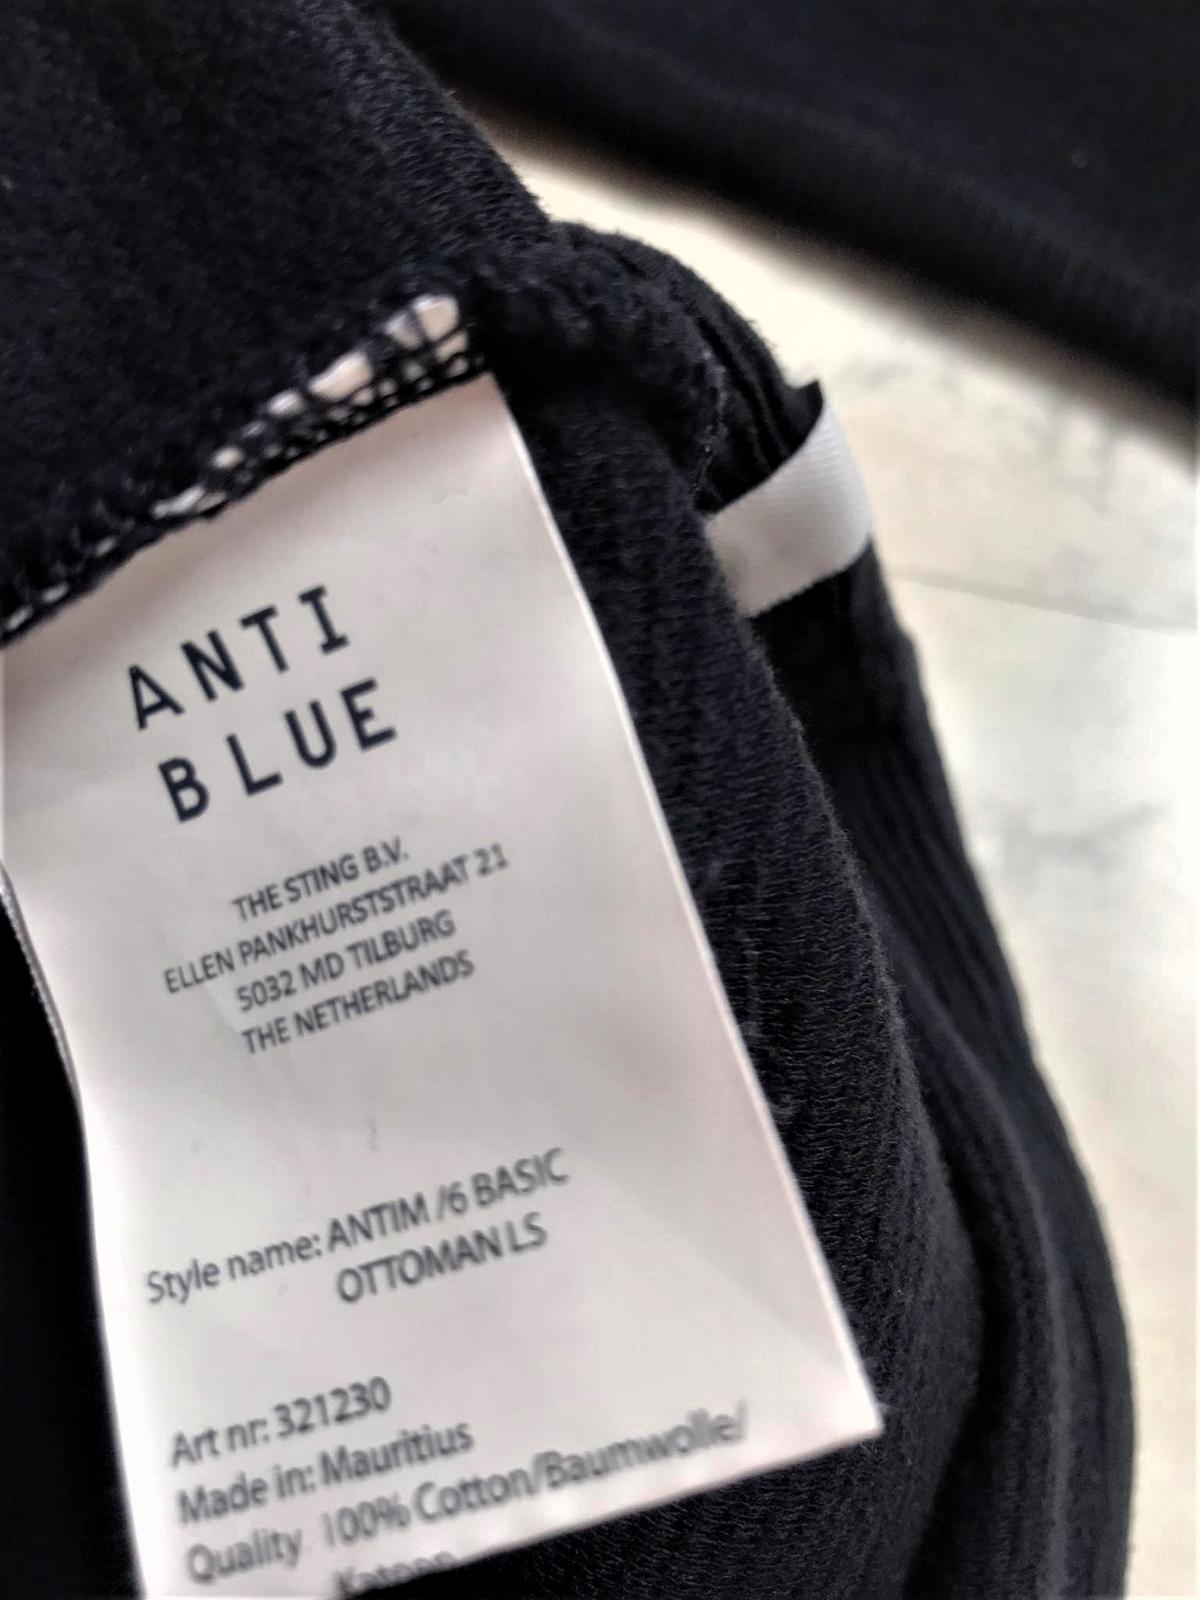 ANTI
BLUE
THE STING B.V.
ELLEN PANKHURSTSTRAAT 21
5032 MD TILBURG
THE NETHERLANDS
Style name: ANTIM /6 BASIC
OTTOMAN LS
Art nr: 321230
Made in: Mauritius
Quality 100% Cotton/Baumwolle/
Katoen